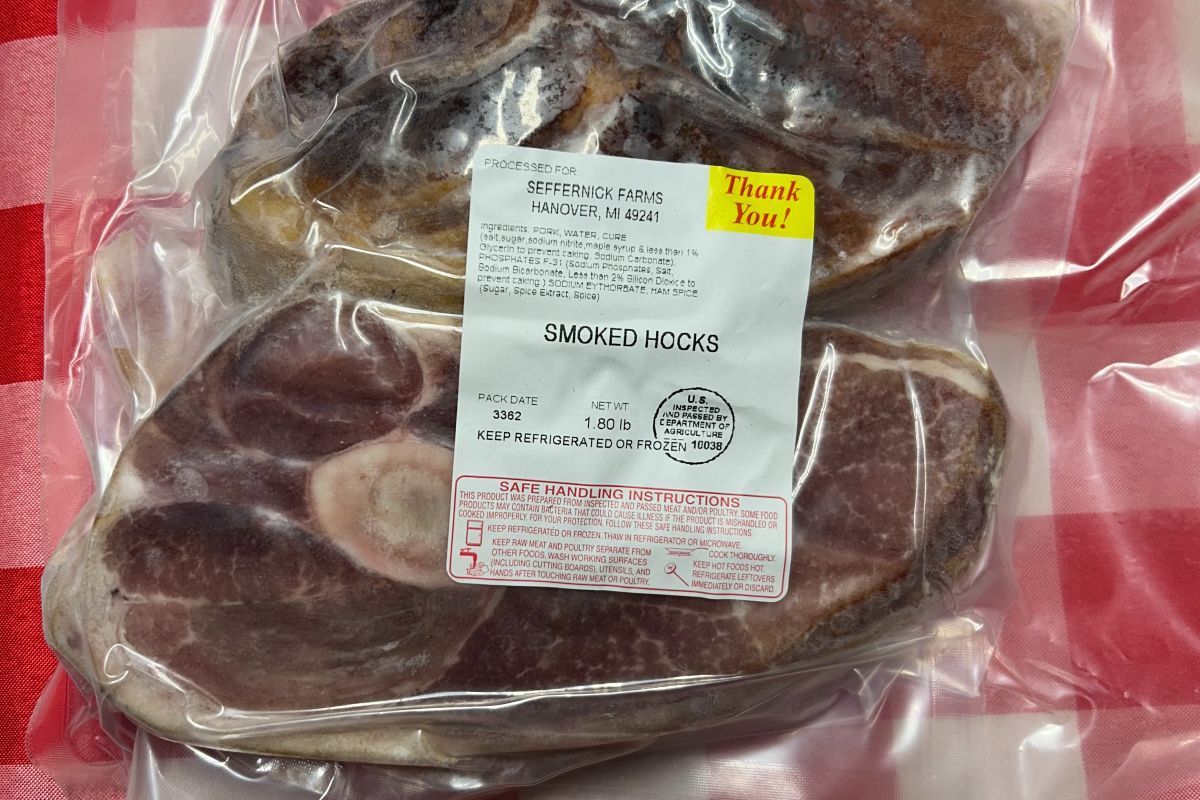 PROCESSED FOR:
SEFFERNICK FARMS
HANOVER, MI 49241
Thank
You!
Ingredients: PORK, WATER, CURE
(salt,sugar,sodium nitrite,maple syrup & less than 1%
Glycerin to prevent caking, Sodium Carbonate)
PHOSPHATES F-31 (Sodium Phosphates, Salt,
Sodium Bicarbonate, Less than 2% Silicon Dioxice to
prevent caking.) SODIUM EYTHORBATE, HAM SPICE
(Sugar, Spice Extract, Spice)
SMOKED HOCKS
PACK DATE
3362
NET WT
1.80 lb
U.S.
INSPECTED
AND PASSED BY
DEPARTMENT OF
AGRICULTURE
10038
KEEP REFRIGERATED OR FROZEN
SAFE HANDLING INSTRUCTIONS
THIS PRODUCT WAS PREPARED FROM INSPECTED AND PASSED MEAT AND/OR POULTRY. SOME FOOD
PRODUCTS MAY CONTAIN BACTERIA THAT COULD CAUSE ILLNESS IF THE PRODUCT IS MISHANDLED OR
COOKED IMPROPERLY. FOR YOUR PROTECTION, FOLLOW THESE SAFE HANDLING INSTRUCTIONS.
KEEP REFRIGERATED OR FROZEN. THAW IN REFRIGERATOR OR MICROWAVE.
KEEP RAW MEAT AND POULTRY SEPARATE FROM
OTHER FOODS. WASH WORKING SURFACES
(INCLUDING CUTTING BOARDS), UTENSILS, AND
HANDS AFTER TOUCHING RAW MEAT OR POULTRY.
COOK THOROUGHLY.
KEEP HOT FOODS HOT.
REFRIGERATE LEFTOVERS
IMMEDIATELY OR DISCARD.